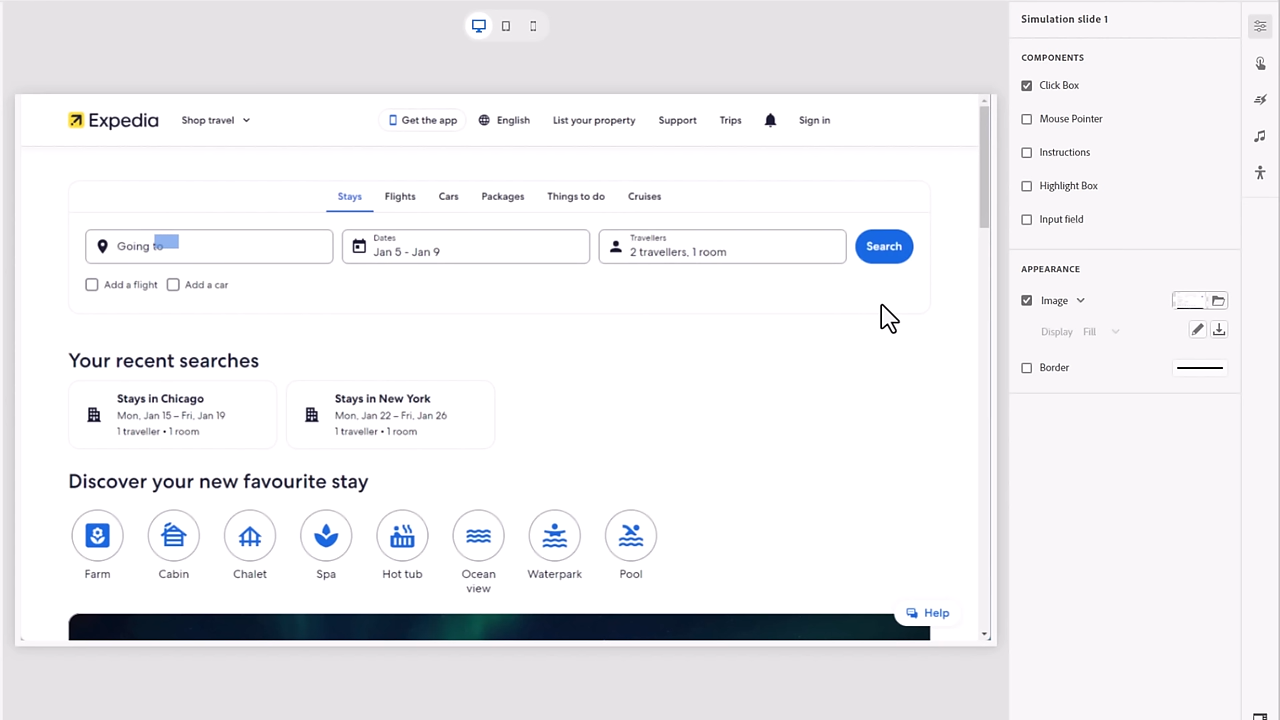 Simulation slide 1
COMPONENTS
Click Box
Mouse Pointer
Instructions
Highlight Box
Input field
APPEARANCE
Image
Display Fill
Border
Expedia Shop travel Get the app English List your property Support Trips Sign in
Stays Flights Cars Packages Things to do Cruises
Going to
Dates
Jan 5 - Jan 9
Travellers
2 travellers, 1 room
Search
Add a flight Add a car
Your recent searches
Stays in Chicago
Mon, Jan 15 – Fri, Jan 19
1 traveller • 1 room
Stays in New York
Mon, Jan 22 – Fri, Jan 26
1 traveller • 1 room
Discover your new favourite stay
Farm
Cabin
Chalet
Spa
Hot tub
Ocean
view
Waterpark
Pool
Help